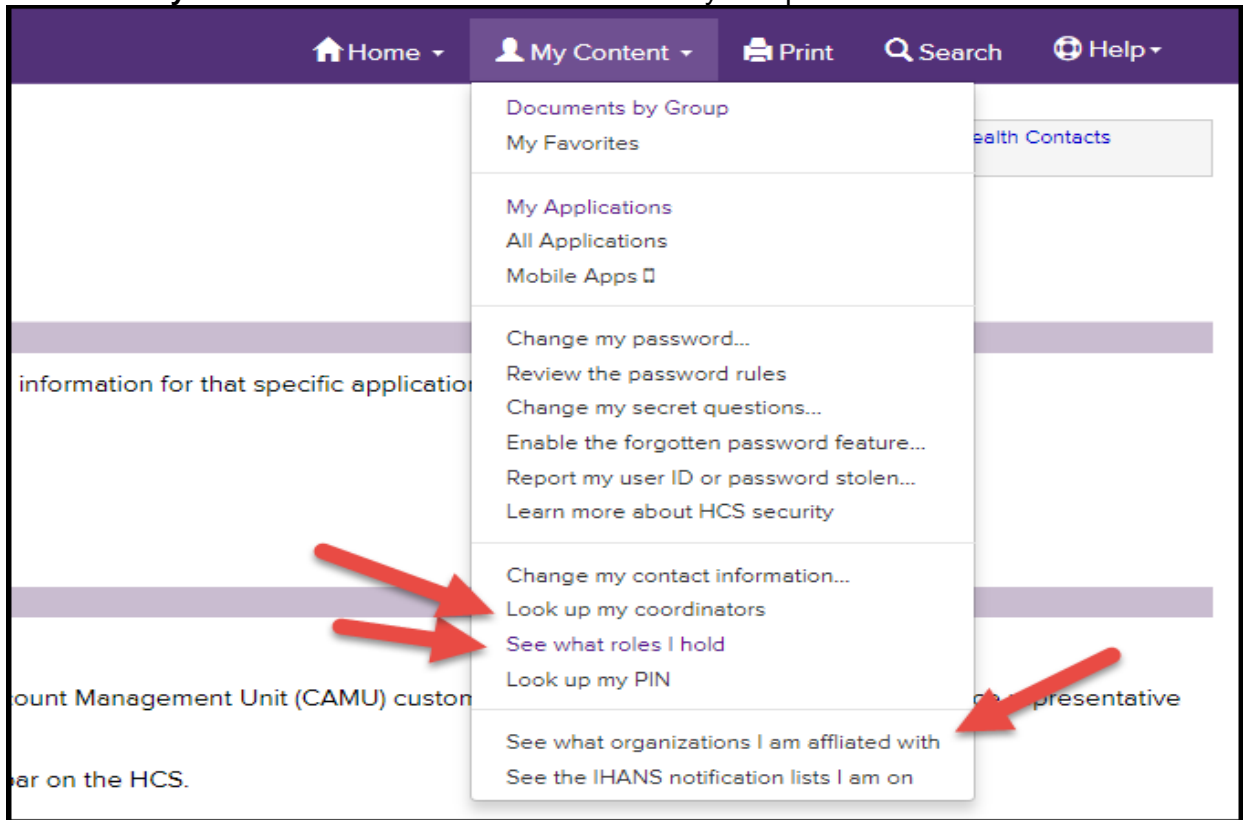 Home My Content Print Search Help
Documents by Group
My Favorites
ealth Contacts
My Applications
All Applications
Mobile Apps
Change my password...
information for that specific application
Review the password rules
Change my secret questions...
Enable the forgotten password feature...
Report my user ID or password stolen...
Learn more about HCS security
Change my contact information...
Look up my coordinators
See what roles I hold
Look up my PIN
ount Management Unit (CAMU) custom presentative
See what organizations I am affliated with
See the IHANS notification lists I am on
ar on the HCS.